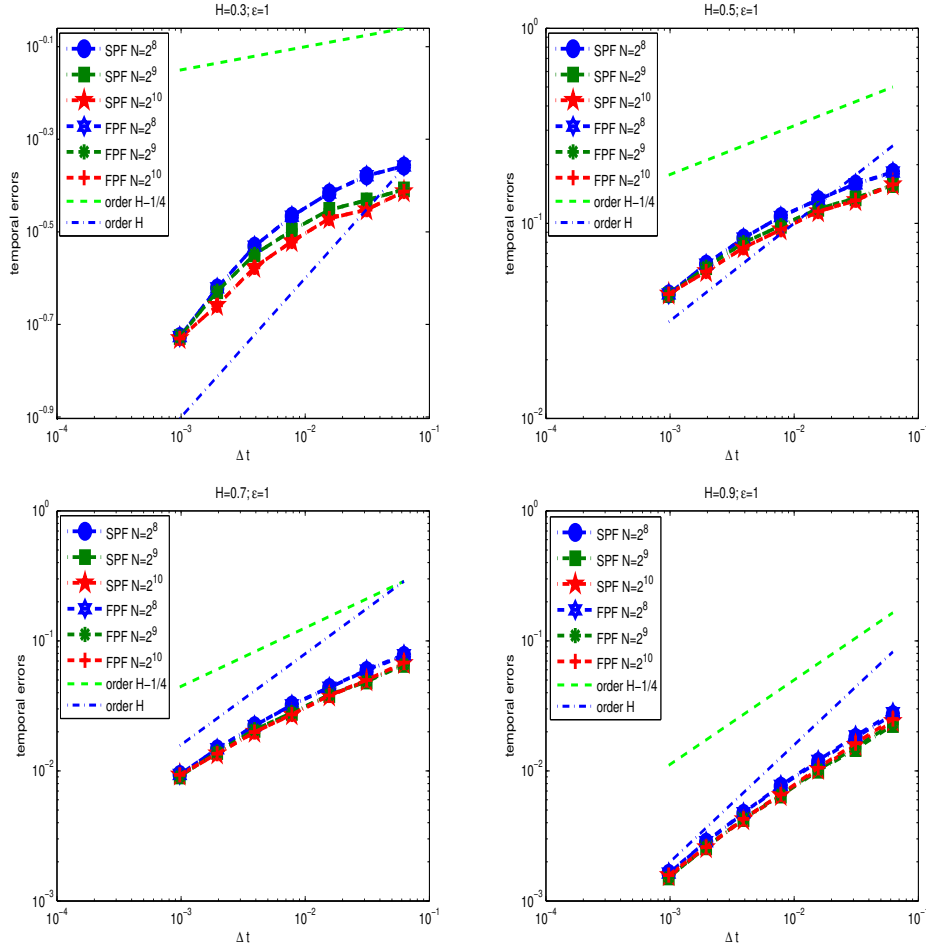 H=0.3; ε=1
10^-0.1
10^-0.3
10^-0.5
10^-0.7
10^-0.9
temporal errors
SPF N=2^8
SPF N=2^9
SPF N=2^10
FPF N=2^8
FPF N=2^9
FPF N=2^10
order H−1/4
order H
10^-4
10^-3
10^-2
10^-1
Δ t
H=0.5; ε=1
10^0
10^-1
10^-2
temporal errors
SPF N=2^8
SPF N=2^9
SPF N=2^10
FPF N=2^8
FPF N=2^9
FPF N=2^10
order H−1/4
order H
10^-4
10^-3
10^-2
10^-1
Δ t
H=0.7; ε=1
10^0
10^-1
10^-2
10^-3
temporal errors
SPF N=2^8
SPF N=2^9
SPF N=2^10
FPF N=2^8
FPF N=2^9
FPF N=2^10
order H−1/4
order H
10^-4
10^-3
10^-2
10^-1
Δ t
H=0.9; ε=1
10^0
10^-1
10^-2
10^-3
temporal errors
SPF N=2^8
SPF N=2^9
SPF N=2^10
FPF N=2^8
FPF N=2^9
FPF N=2^10
order H−1/4
order H
10^-4
10^-3
10^-2
10^-1
Δ t